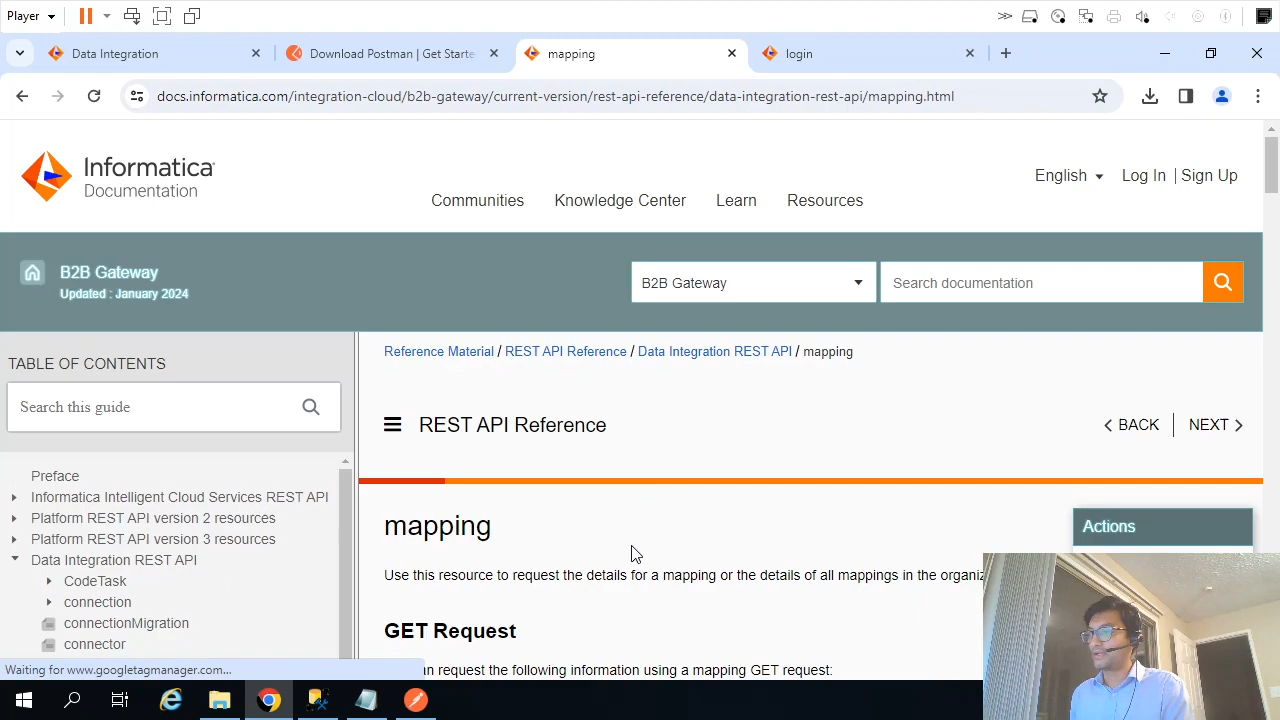 Player
Data Integration
Download Postman | Get Starte
mapping
login
docs.informatica.com/integration-cloud/b2b-gateway/current-version/rest-api-reference/data-integration-rest-api/mapping.html
Informatica
Documentation
Communities
Knowledge Center
Learn
Resources
English
Log In | Sign Up
B2B Gateway
Updated : January 2024
B2B Gateway
Search documentation
TABLE OF CONTENTS
Search this guide
Preface
Informatica Intelligent Cloud Services REST API
Platform REST API version 2 resources
Platform REST API version 3 resources
Data Integration REST API
CodeTask
connection
connectionMigration
connector
Reference Material / REST API Reference / Data Integration REST API / mapping
REST API Reference
BACK
NEXT
mapping
Actions
Use this resource to request the details for a mapping or the details of all mappings in the organiz
GET Request
an request the following information using a mapping GET request:
Waiting for www.googletagmanager.com...